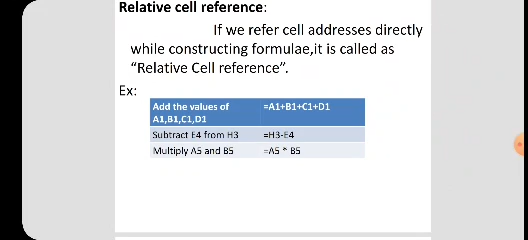 Relative cell reference:
If we refer cell addresses directly
while constructing formulae,it is called as
“Relative Cell reference”.
Ex:
Add the values of =A1+B1+C1+D1
A1,B1,C1,D1
Subtract E4 from H3 =H3-E4
Multiply A5 and B5 =A5 * B5